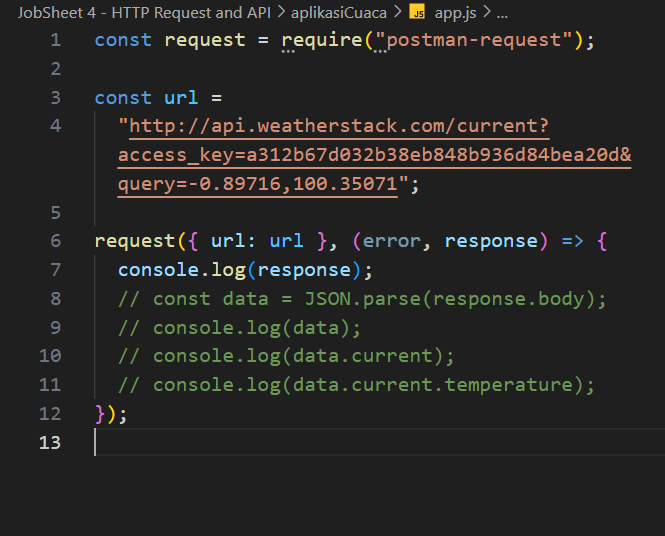 JobSheet 4 - HTTP Request and API > aplikasiCuaca > JS app.js > ...
1 const request = require("postman-request");
2
3 const url =
4 "http://api.weatherstack.com/current?
access_key=a312b67d032b38eb848b936d84bea20d&
query=-0.89716,100.35071";
5
6 request({ url: url }, (error, response) => {
7 console.log(response);
8 // const data = JSON.parse(response.body);
9 // console.log(data);
10 // console.log(data.current);
11 // console.log(data.current.temperature);
12 });
13